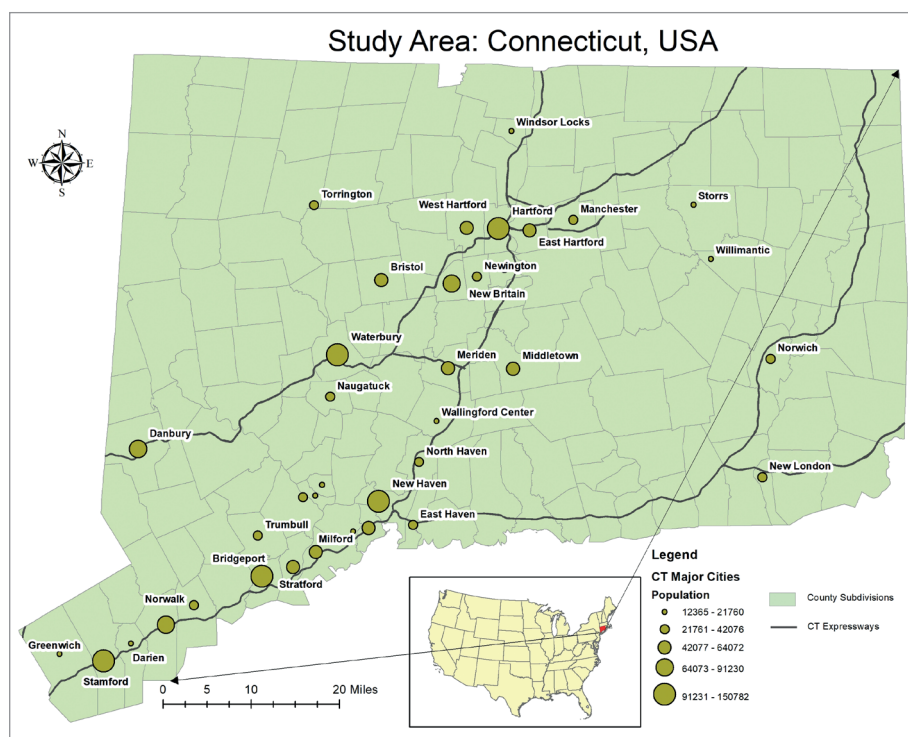 Study Area: Connecticut, USA
N
W E
S
Windsor Locks
Torrington
Storrs
West Hartford
Hartford
Manchester
East Hartford
Willimantic
Bristol
Newington
New Britain
Waterbury
Meriden
Middletown
Norwich
Naugatuck
Wallingford Center
Danbury
North Haven
New London
New Haven
East Haven
Trumbull
Milford
Bridgeport
Stratford
Norwalk
Greenwich
Darien
Stamford
0 5 10 20 Miles
Legend
CT Major Cities
Population
12365 - 21760
21761 - 42076
42077 - 64072
64073 - 91230
91231 - 150782
County Subdivisions
CT Expressways